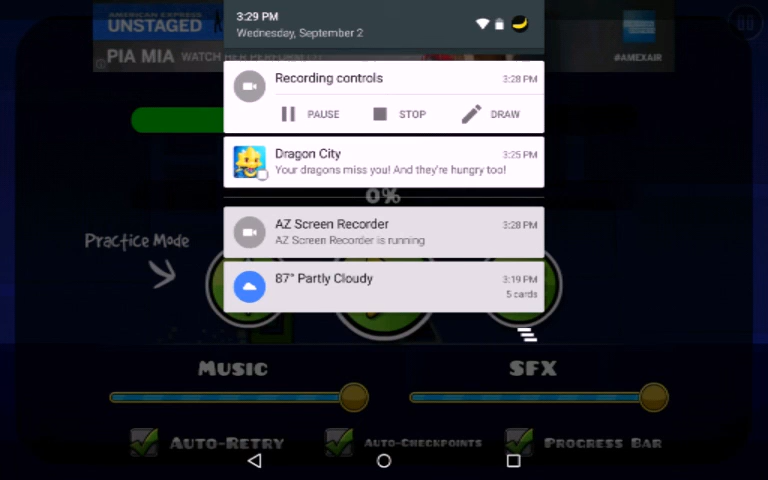 AMERICAN EXPRESS
UNSTAGED
PIA MIA WATCH HER PERFORM
#AMEXAIR
3:29 PM
Wednesday, September 2
Recording controls 3:28 PM
PAUSE STOP DRAW
Dragon City 3:25 PM
Your dragons miss you! And they're hungry too!
0%
AZ Screen Recorder 3:28 PM
AZ Screen Recorder is running
87° Partly Cloudy 3:19 PM
5 cards
Practice Mode
Music SFX
Auto-Retry Auto-Checkpoints Progress Bar